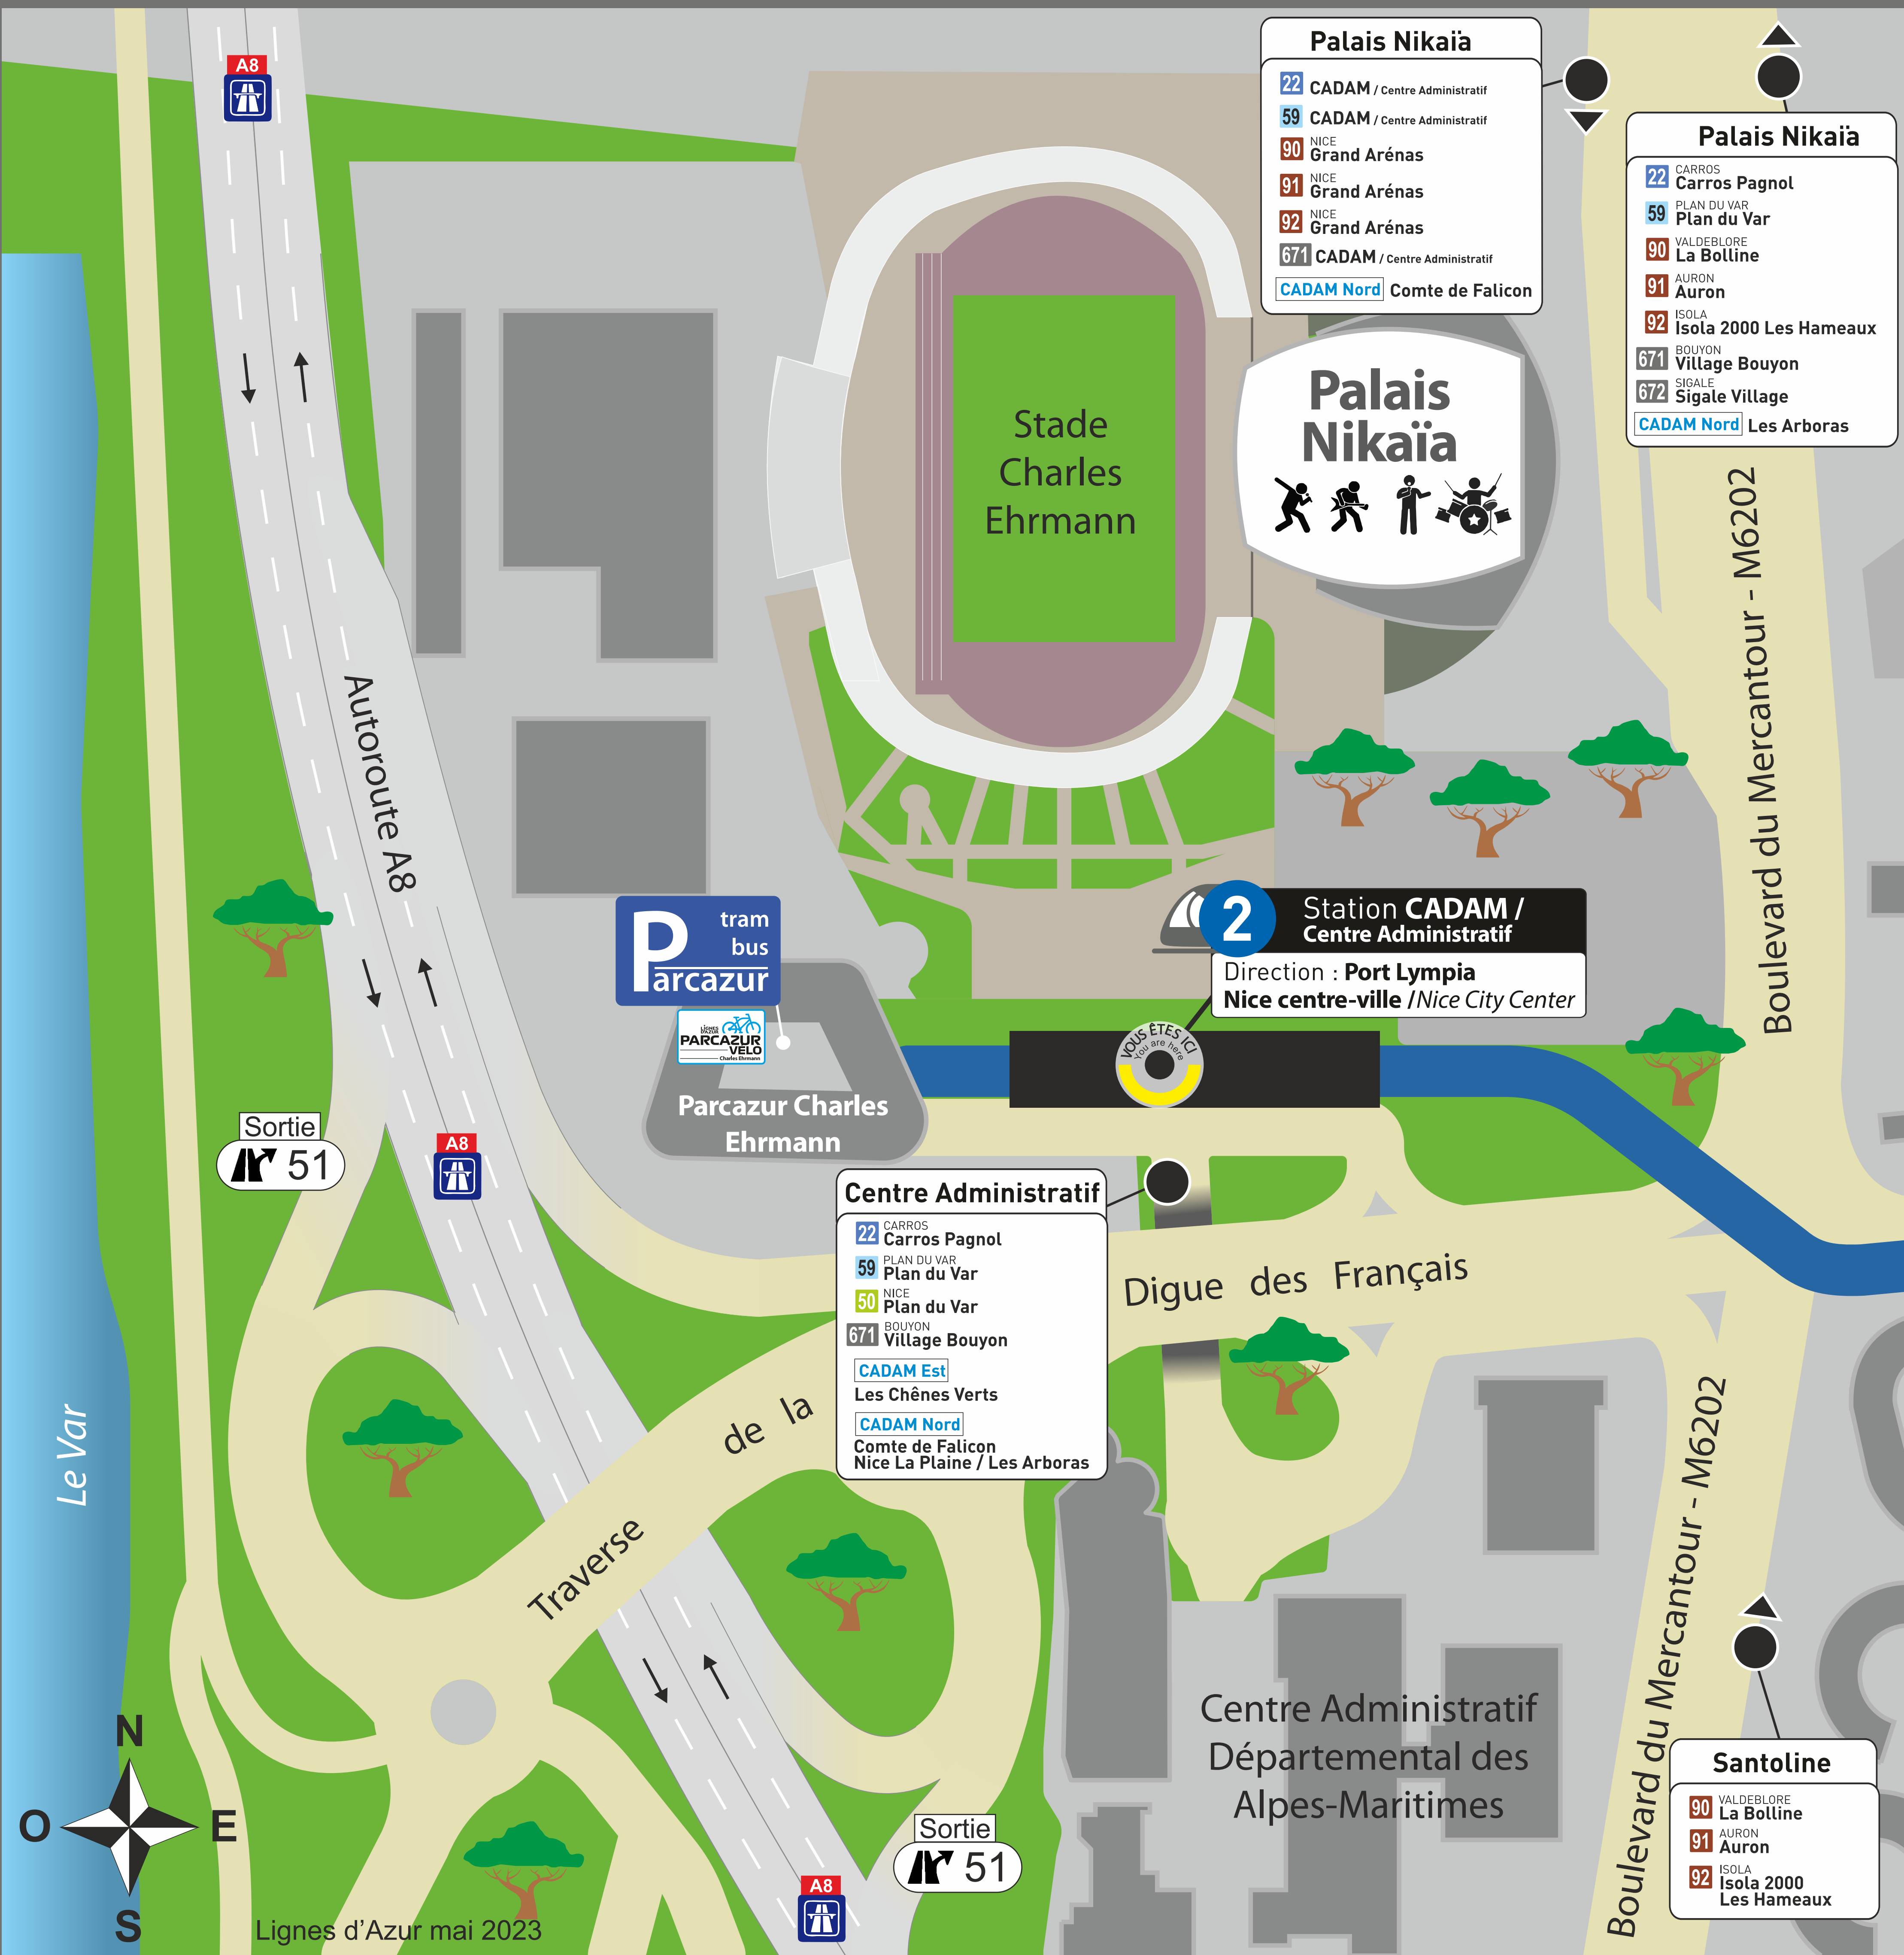 A8
Palais Nikaïa
22 CADAM / Centre Administratif
59 CADAM / Centre Administratif
90 NICE
Grand Arénas
91 NICE
Grand Arénas
92 NICE
Grand Arénas
671 CADAM / Centre Administratif
CADAM Nord Comte de Falicon
Palais Nikaïa
22 CARROS
Carros Pagnol
59 PLAN DU VAR
Plan du Var
90 VALDEBLORE
La Bolline
91 AURON
Auron
92 ISOLA
Isola 2000 Les Hameaux
671 BOUYON
Village Bouyon
672 SIGALE
Sigale Village
CADAM Nord Les Arboras
Palais
Nikaïa
Stade
Charles
Ehrmann
Boulevard du Mercantour - M6202
Autoroute A8
P tram
bus
arcazur
LIGNES
D'AZUR
PARCAZUR
VÉLO
Charles Ehrmann
Parcazur Charles
Ehrmann
2 Station CADAM /
Centre Administratif
Direction : Port Lympia
Nice centre-ville / Nice City Center
VOUS ÊTES ICI
You are here
Sortie
51
A8
Centre Administratif
22 CARROS
Carros Pagnol
59 PLAN DU VAR
Plan du Var
50 NICE
Plan du Var
671 BOUYON
Village Bouyon
CADAM Est
Les Chênes Verts
CADAM Nord
Comte de Falicon
Nice La Plaine / Les Arboras
Traverse de la Digue des Français
Le Var
Boulevard du Mercantour - M6202
Centre Administratif
Départemental des
Alpes-Maritimes
Santoline
90 VALDEBLORE
La Bolline
91 AURON
Auron
92 ISOLA
Isola 2000
Les Hameaux
Sortie
51
A8
N
O E
S
Lignes d'Azur mai 2023